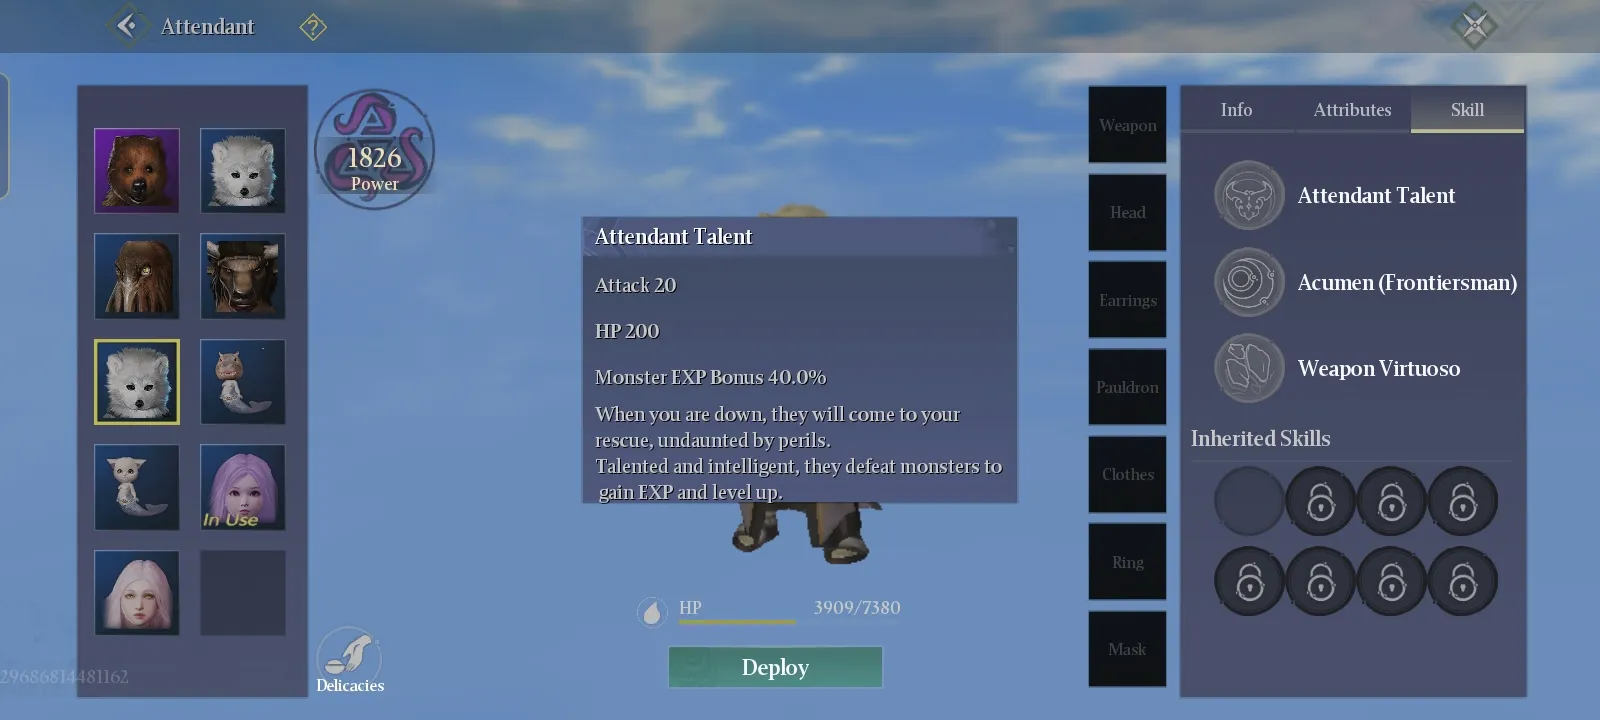 Attendant
?
1826
Power
In Use
29686814481162
Delicacies
Attendant Talent
Attack 20
HP 200
Monster EXP Bonus 40.0%
When you are down, they will come to your
rescue, undaunted by perils.
Talented and intelligent, they defeat monsters to
gain EXP and level up.
HP
3909/7380
Deploy
Weapon
Head
Earrings
Pauldron
Clothes
Ring
Mask
Info
Attributes
Skill
Attendant Talent
Acumen (Frontiersman)
Weapon Virtuoso
Inherited Skills